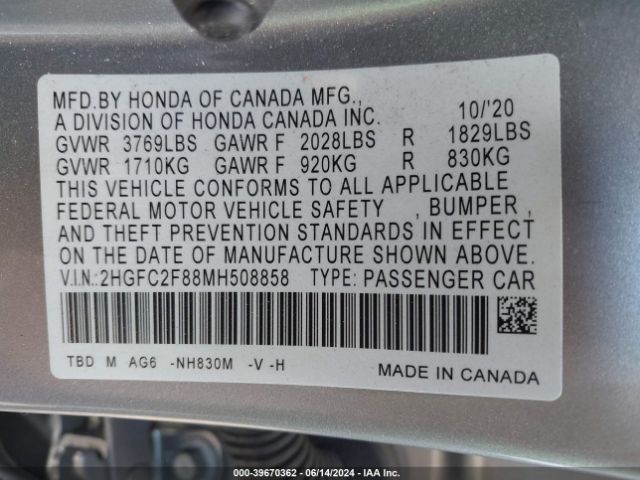 MFD.BY HONDA OF CANADA MFG.,
A DIVISION OF HONDA CANADA INC. 10/'20
GVWR 3769LBS GAWR F 2028LBS R 1829LBS
GVWR 1710KG GAWR F 920KG R 830KG
THIS VEHICLE CONFORMS TO ALL APPLICABLE
FEDERAL MOTOR VEHICLE SAFETY , BUMPER ,
AND THEFT PREVENTION STANDARDS IN EFFECT
ON THE DATE OF MANUFACTURE SHOWN ABOVE.
V.I.N.:2HGFC2F88MH508858 TYPE: PASSENGER CAR
TBD M AG6 -NH830M -V -H
MADE IN CANADA
000-39670362 | 06/14/2024 | IAA Inc.